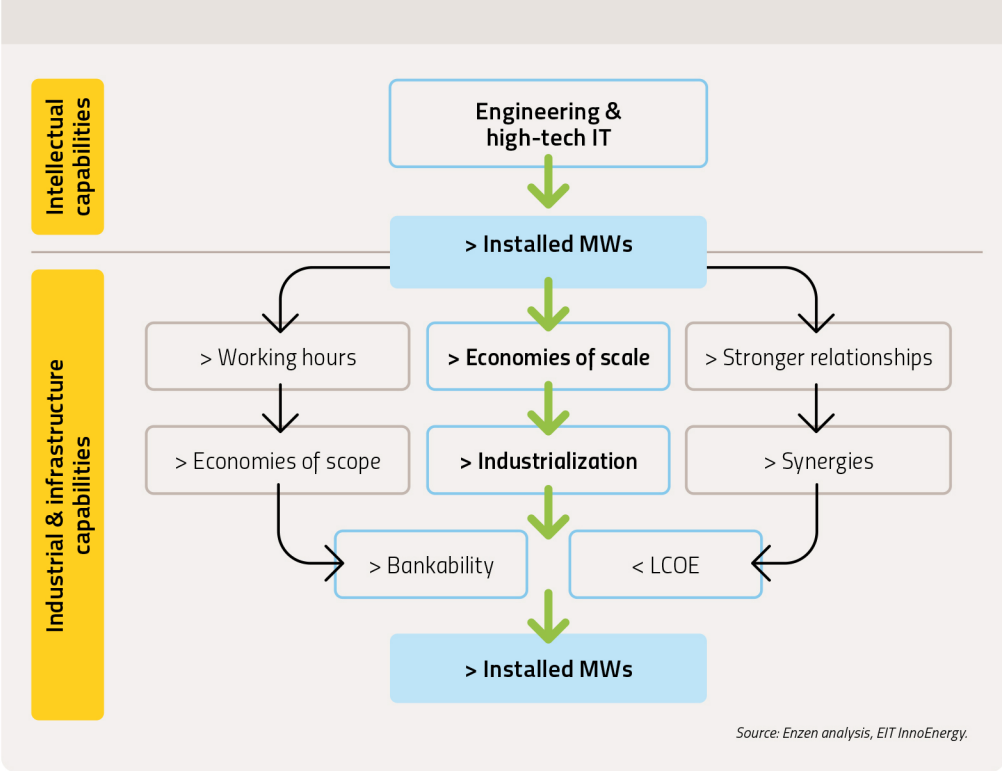 Intellectual
capabilities
Engineering &
high-tech IT
> Installed MWs
Industrial & infrastructure
capabilities
> Working hours
> Economies of scale
> Stronger relationships
> Economies of scope
> Industrialization
> Synergies
> Bankability
< LCOE
> Installed MWs
Source: Enzen analysis, EIT InnoEnergy.